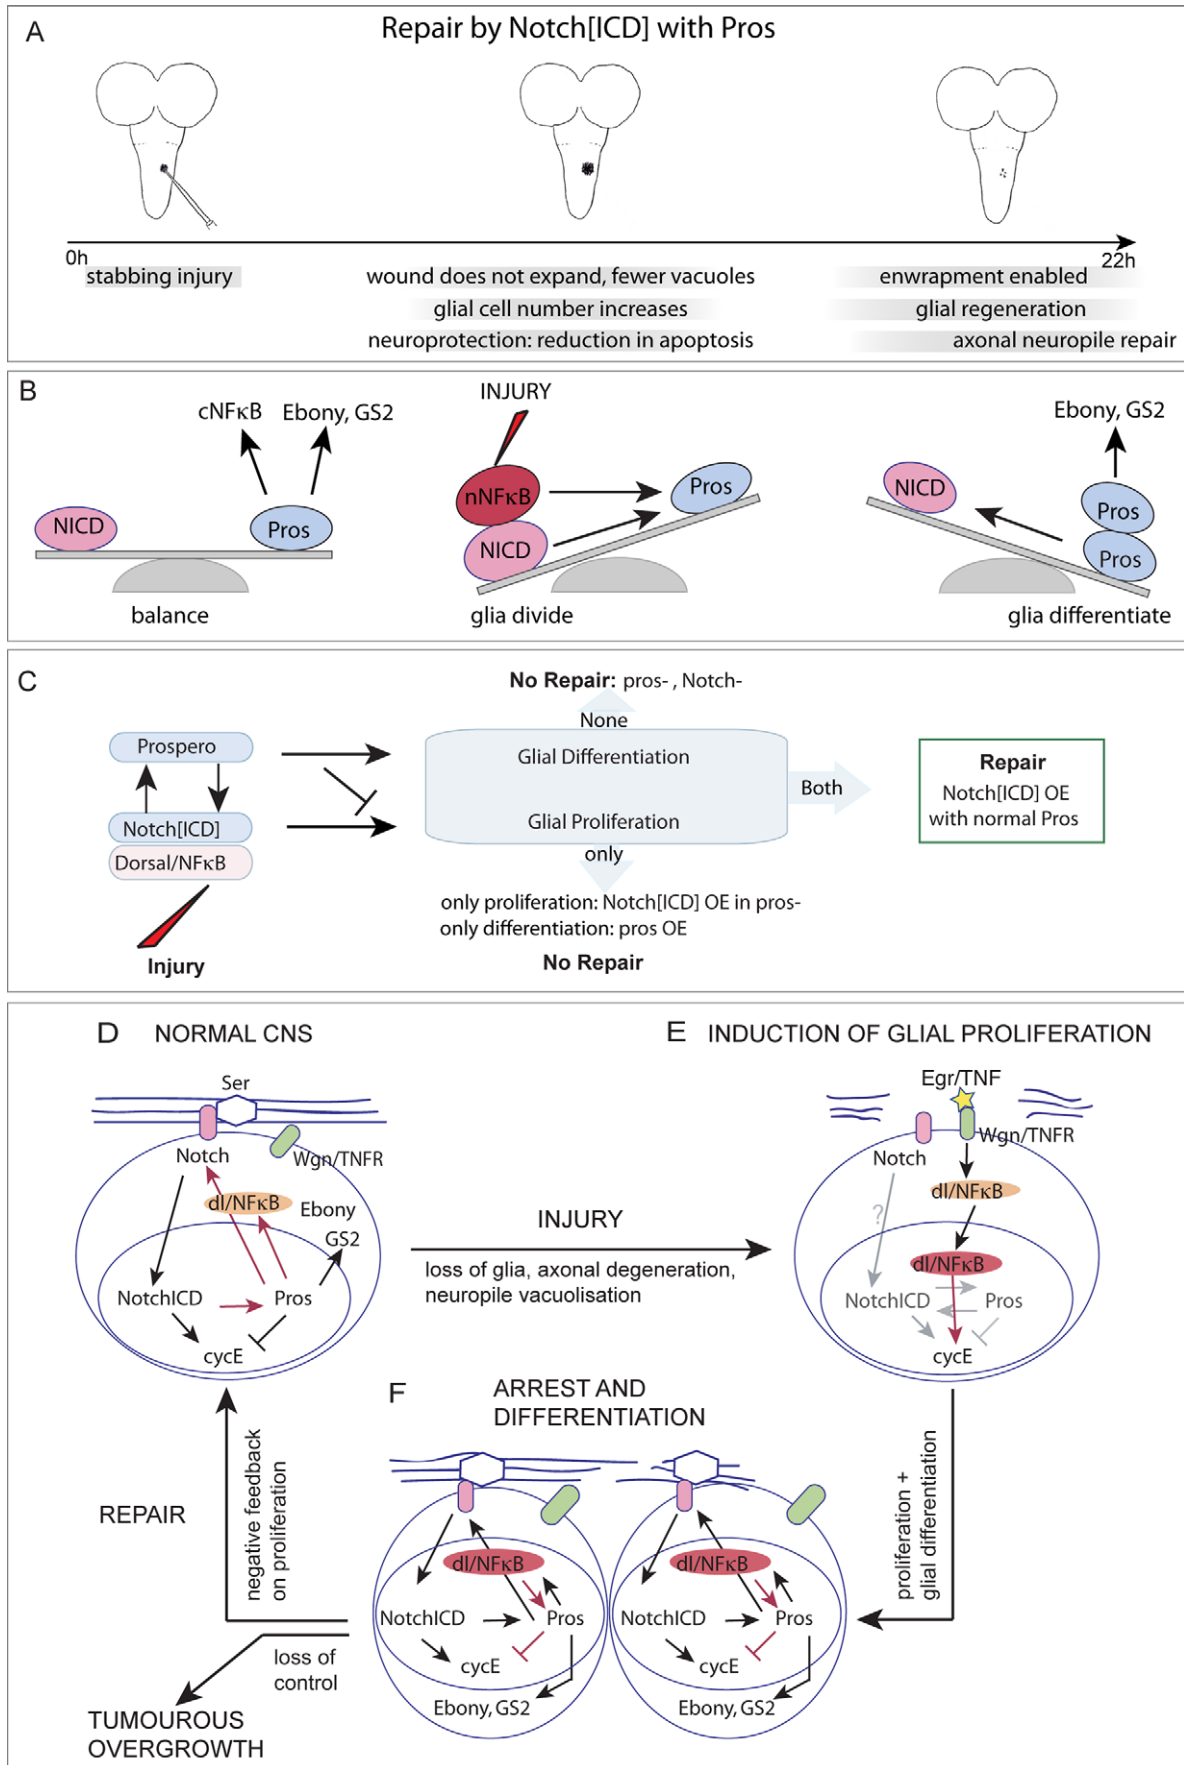 A
Repair by Notch[ICD] with Pros
0h
22h
stabbing injury
wound does not expand, fewer vacuoles
glial cell number increases
neuroprotection: reduction in apoptosis
enwrapment enabled
glial regeneration
axonal neuropile repair
B
cNFκB
Ebony, GS2
NICD
Pros
balance
INJURY
nNFκB
NICD
Pros
glia divide
Ebony, GS2
NICD
Pros
Pros
glia differentiate
C
Prospero
Notch[ICD]
Dorsal/NFκB
Injury
No Repair: pros- , Notch-
None
Glial Differentiation
Glial Proliferation
only
Both
only proliferation: Notch[ICD] OE in pros-
only differentiation: pros OE
No Repair
Repair
Notch[ICD] OE
with normal Pros
D NORMAL CNS
Ser
Notch
Wgn/TNFR
dl/NFκB
Ebony
GS2
NotchICD
Pros
cycE
INJURY
loss of glia, axonal degeneration,
neuropile vacuolisation
E INDUCTION OF GLIAL PROLIFERATION
Egr/TNF
Wgn/TNFR
Notch
dl/NFκB
?
dl/NFκB
NotchICD
Pros
cycE
proliferation +
glial differentiation
F ARREST AND
DIFFERENTIATION
dl/NFκB
NotchICD
Pros
cycE
Ebony, GS2
dl/NFκB
NotchICD
Pros
cycE
Ebony, GS2
REPAIR
negative feedback
on proliferation
loss of
control
TUMOUROUS
OVERGROWTH